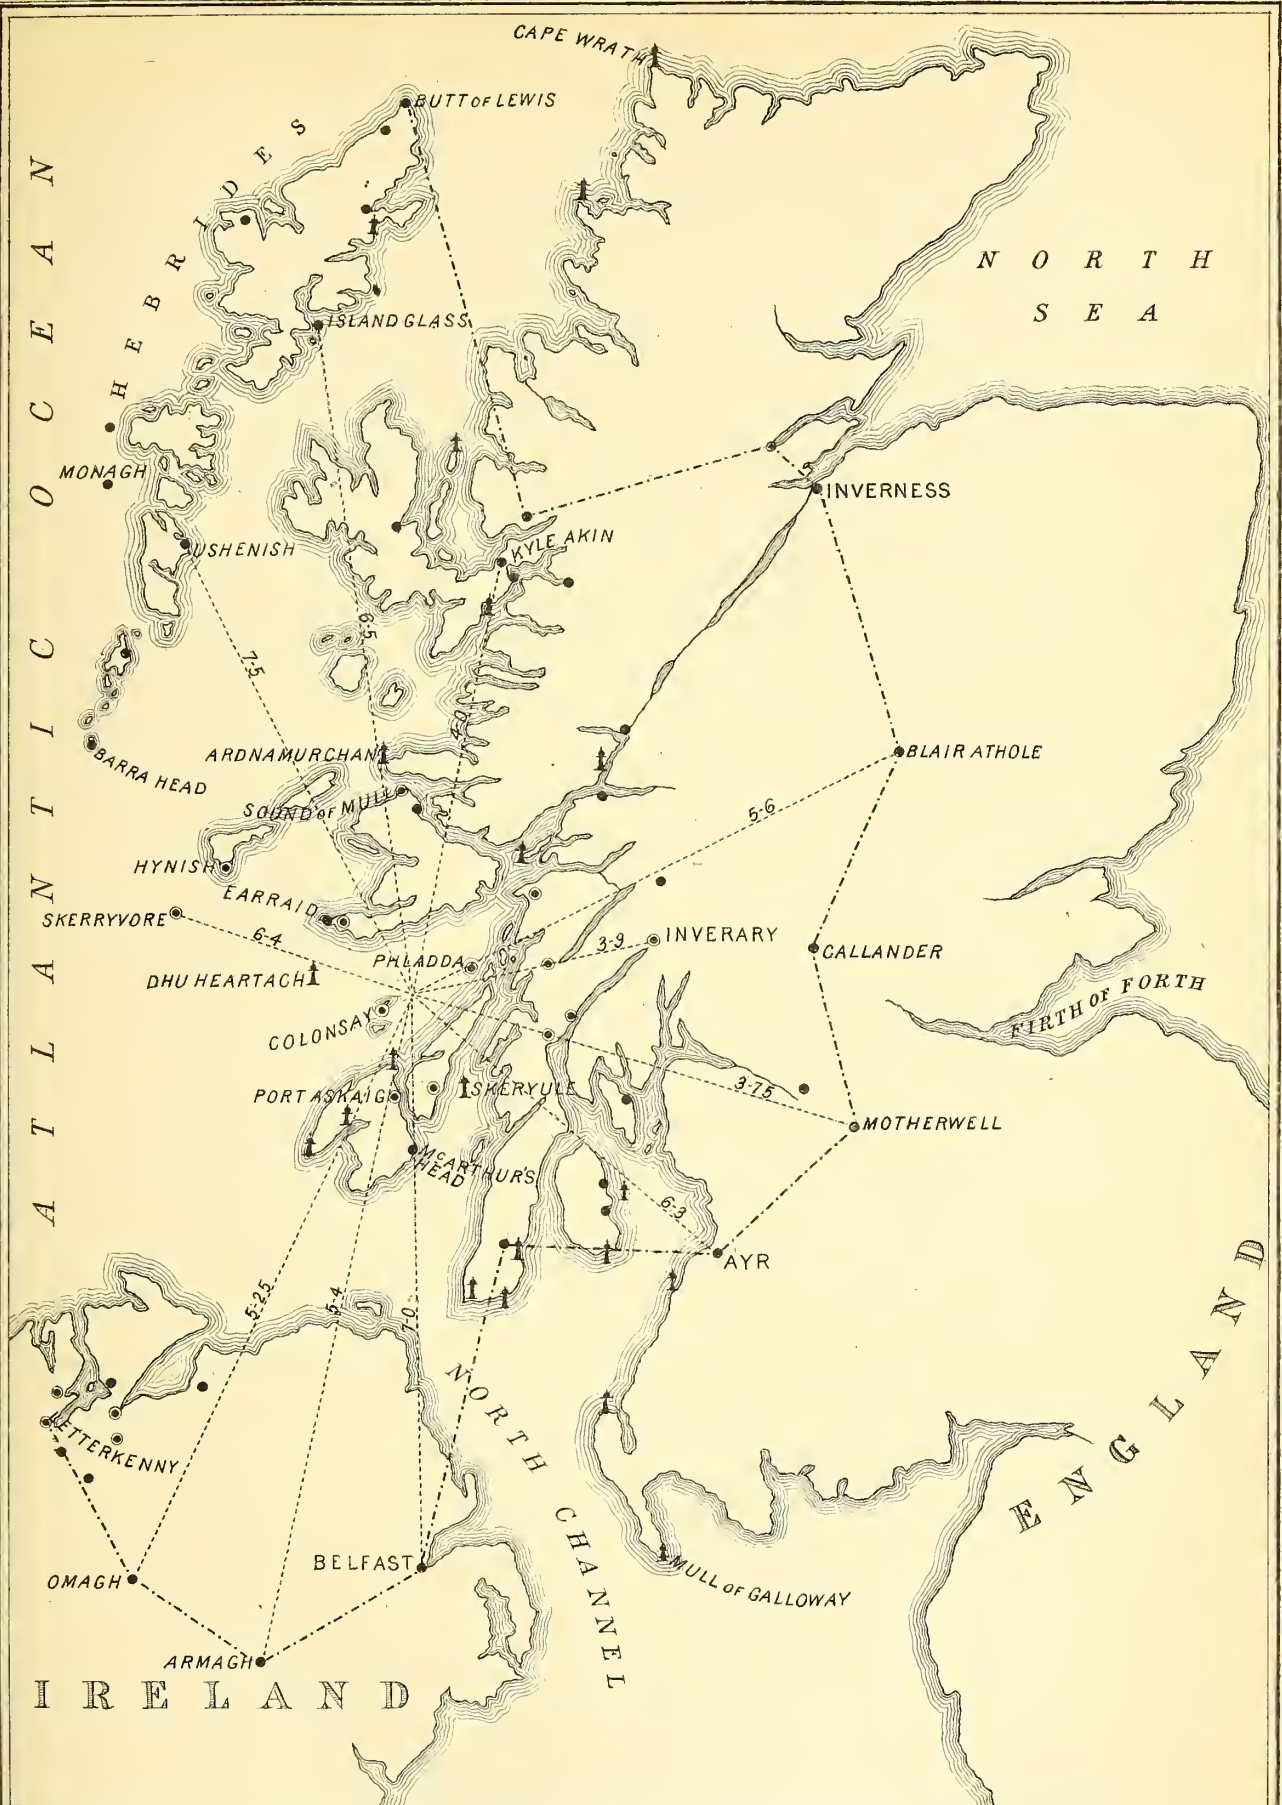 CAPE WRATH
BUTT OF LEWIS
HEBRIDES
ATLANTIC OCEAN
NORTH
SEA
ISLAND GLASS
MONAGH
INVERNESS
USHENISH
KYLE AKIN
6-5
7-5
4-0
ARDNAMURCHAN
BLAIR ATHOLE
BARRA HEAD
SOUND OF MULL
5-6
HYNISH
EARRAID
SKERRYVORE
6-4
3-9
INVERARY
PHLADDA
CALLANDER
DHU HEARTACH
FIRTH OF FORTH
COLONSAY
PORT ASKAIG
SKERYULE
3-75
MOTHERWELL
McARTHUR'S
HEAD
6-3
AYR
5-25
5-4
7-0
NORTH CHANNEL
ENGLAND
LETTERKENNY
BELFAST
OMAGH
MULL OF GALLOWAY
ARMAGH
IRELAND